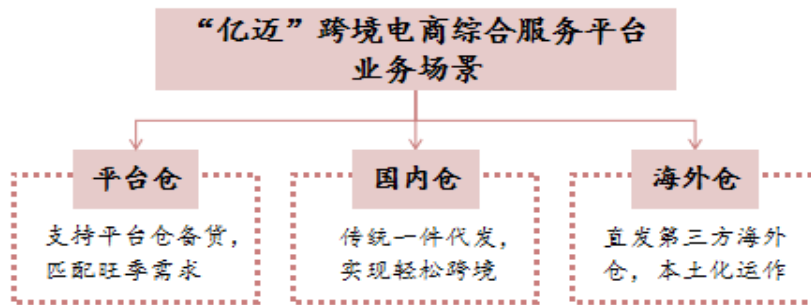 “亿迈”跨境电商综合服务平台
业务场景
平台仓
支持平台仓备货，
匹配旺季需求
国内仓
传统一件代发，
实现轻松跨境
海外仓
直发第三方海外
仓，本土化运作